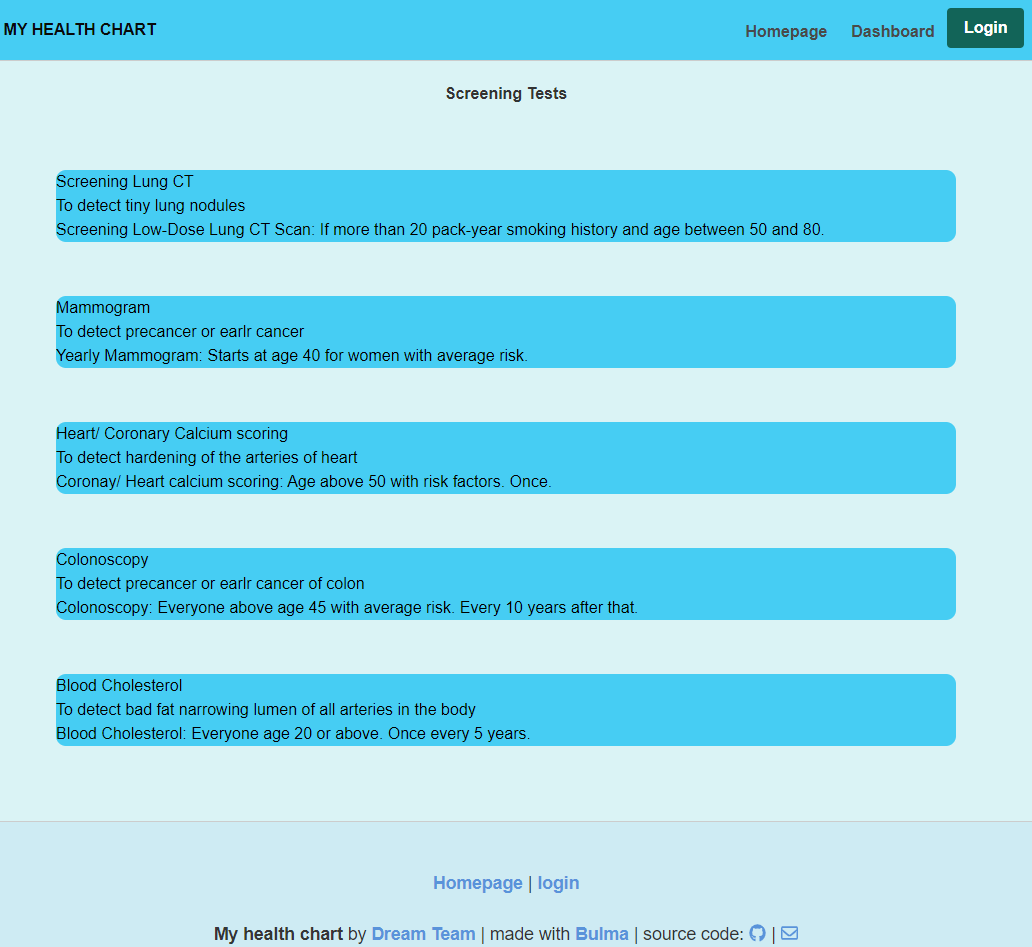 MY HEALTH CHART
Homepage Dashboard Login
Screening Tests
Screening Lung CT
To detect tiny lung nodules
Screening Low-Dose Lung CT Scan: If more than 20 pack-year smoking history and age between 50 and 80.
Mammogram
To detect precancer or earlr cancer
Yearly Mammogram: Starts at age 40 for women with average risk.
Heart/ Coronary Calcium scoring
To detect hardening of the arteries of heart
Coronay/ Heart calcium scoring: Age above 50 with risk factors. Once.
Colonoscopy
To detect precancer or earlr cancer of colon
Colonoscopy: Everyone above age 45 with average risk. Every 10 years after that.
Blood Cholesterol
To detect bad fat narrowing lumen of all arteries in the body
Blood Cholesterol: Everyone age 20 or above. Once every 5 years.
Homepage | login
My health chart by Dream Team | made with Bulma | source code: |